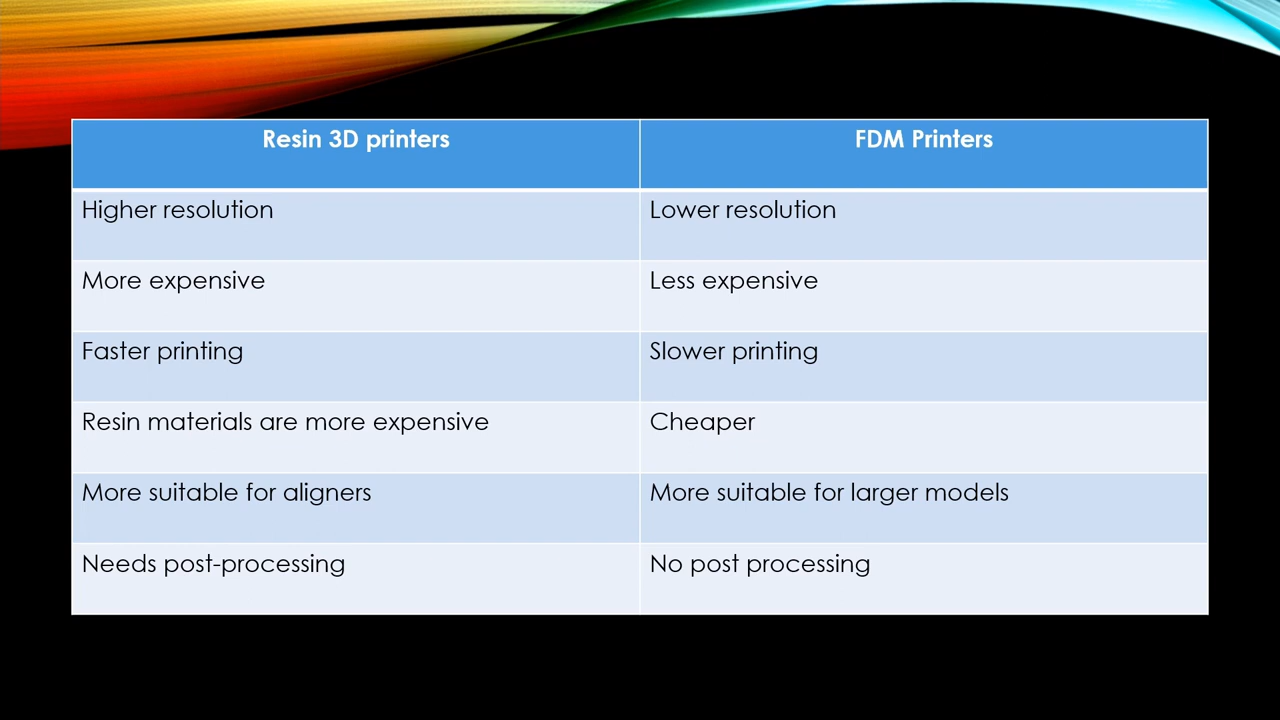 Resin 3D printers
FDM Printers
Higher resolution
Lower resolution
More expensive
Less expensive
Faster printing
Slower printing
Resin materials are more expensive
Cheaper
More suitable for aligners
More suitable for larger models
Needs post-processing
No post processing